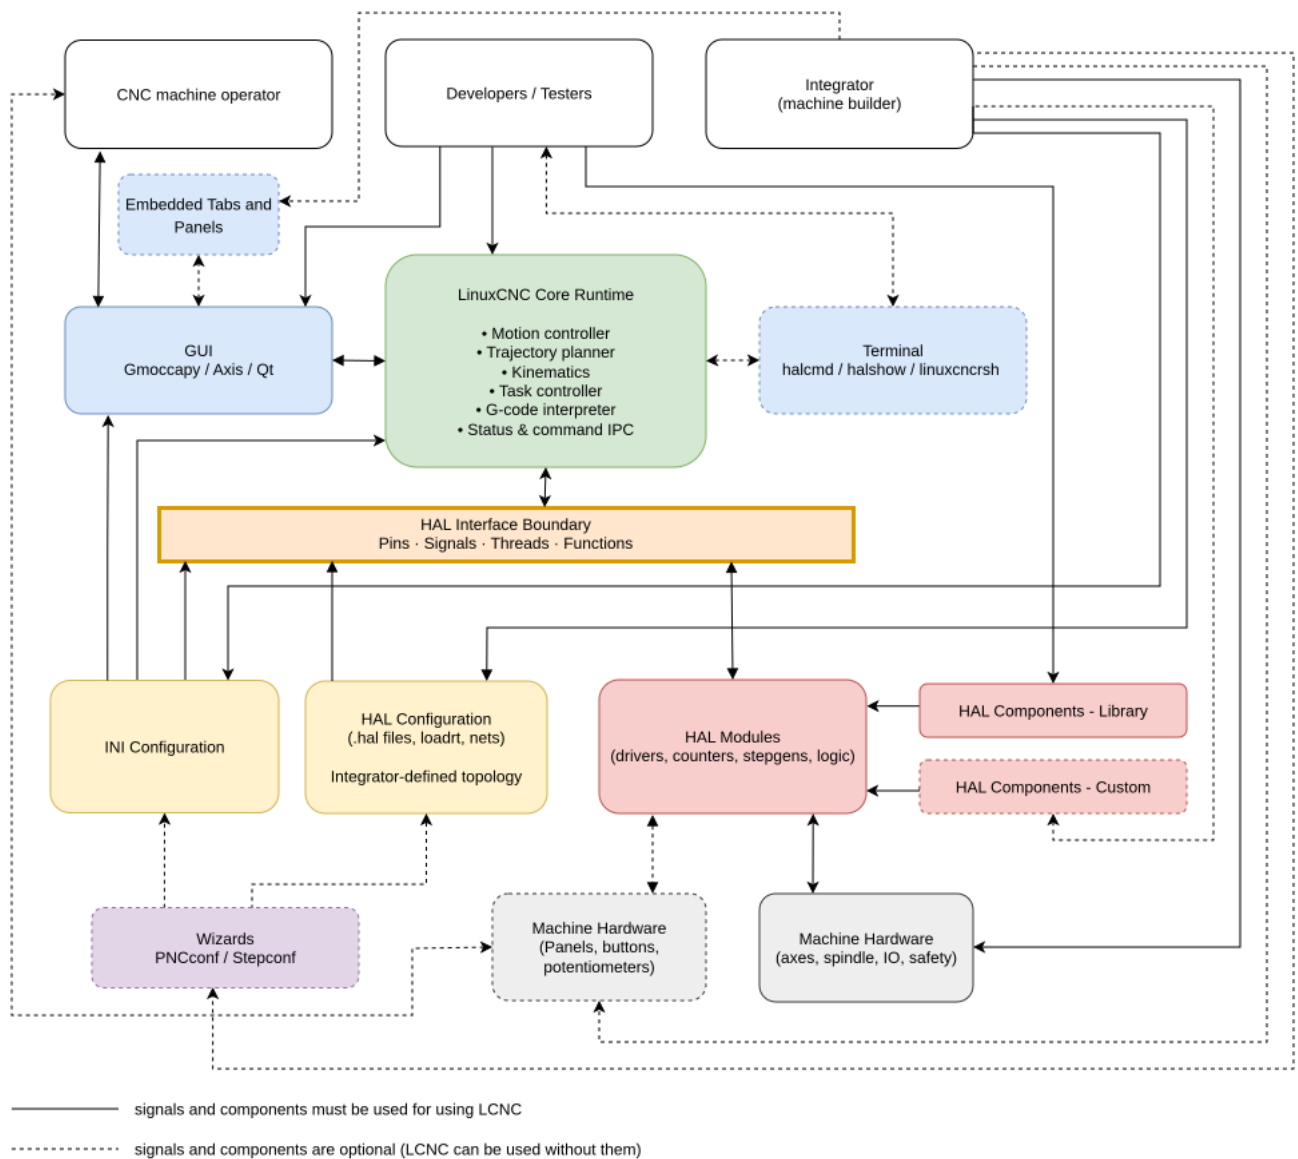 CNC machine operator
Developers / Testers
Integrator
(machine builder)
Embedded Tabs and
Panels
LinuxCNC Core Runtime
• Motion controller
• Trajectory planner
• Kinematics
• Task controller
• G-code interpreter
• Status & command IPC
GUI
Gmoccapy / Axis / Qt
Terminal
halcmd / halshow / linuxcncrsh
HAL Interface Boundary
Pins · Signals · Threads · Functions
INI Configuration
HAL Configuration
(.hal files, loadrt, nets)
Integrator-defined topology
HAL Modules
(drivers, counters, stepgens, logic)
HAL Components - Library
HAL Components - Custom
Wizards
PNCconf / Stepconf
Machine Hardware
(Panels, buttons,
potentiometers)
Machine Hardware
(axes, spindle, IO, safety)
signals and components must be used for using LCNC
signals and components are optional (LCNC can be used without them)